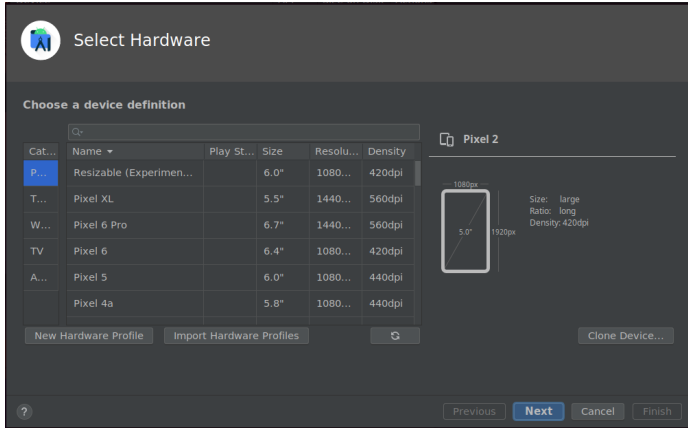 Select Hardware
Choose a device definition
Cat... Name Play St... Size Resolu... Density
P... Resizable (Experimen... 6.0" 1080... 420dpi
T... Pixel XL 5.5" 1440... 560dpi
W... Pixel 6 Pro 6.7" 1440... 560dpi
TV Pixel 6 6.4" 1080... 420dpi
A... Pixel 5 6.0" 1080... 440dpi
Pixel 4a 5.8" 1080... 440dpi
New Hardware Profile Import Hardware Profiles
Pixel 2
1080px
5.0"
1920px
Size: large
Ratio: long
Density: 420dpi
Clone Device...
? Previous Next Cancel Finish